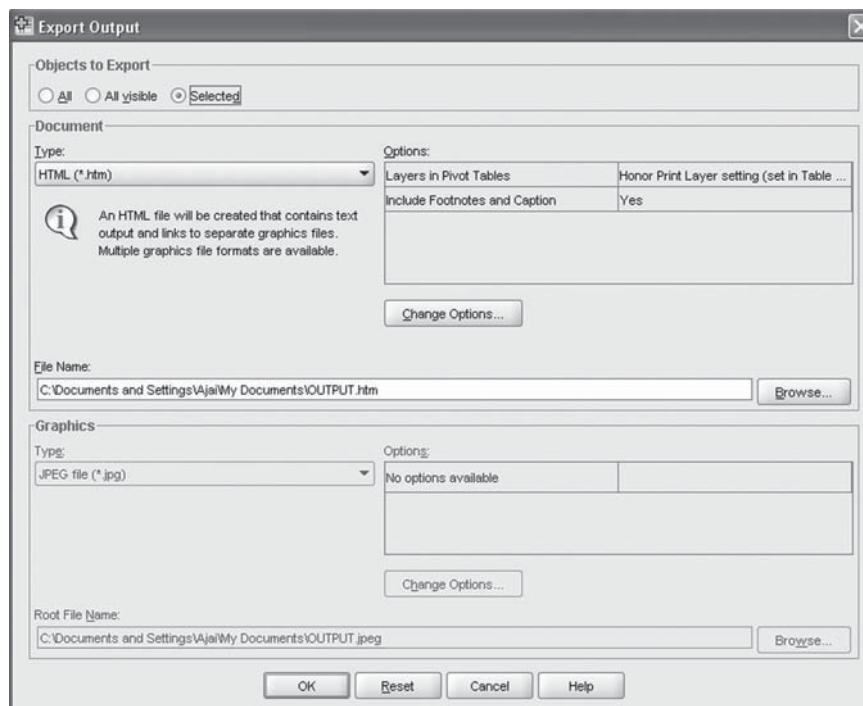 Export Output
Objects to Export
All All visible Selected
Document
Type:
HTML (*.htm)
An HTML file will be created that contains text
output and links to separate graphics files.
Multiple graphics file formats are available.
Options:
Layers in Pivot Tables Honor Print Layer setting (set in Table ...
Include Footnotes and Caption Yes
Change Options...
File Name:
C:\Documents and Settings\Ajai\My Documents\OUTPUT.htm Browse...
Graphics
Type:
JPEG file (*.jpg)
Options:
No options available
Change Options...
Root File Name:
C:\Documents and Settings\Ajai\My Documents\OUTPUT.jpeg Browse...
OK Reset Cancel Help